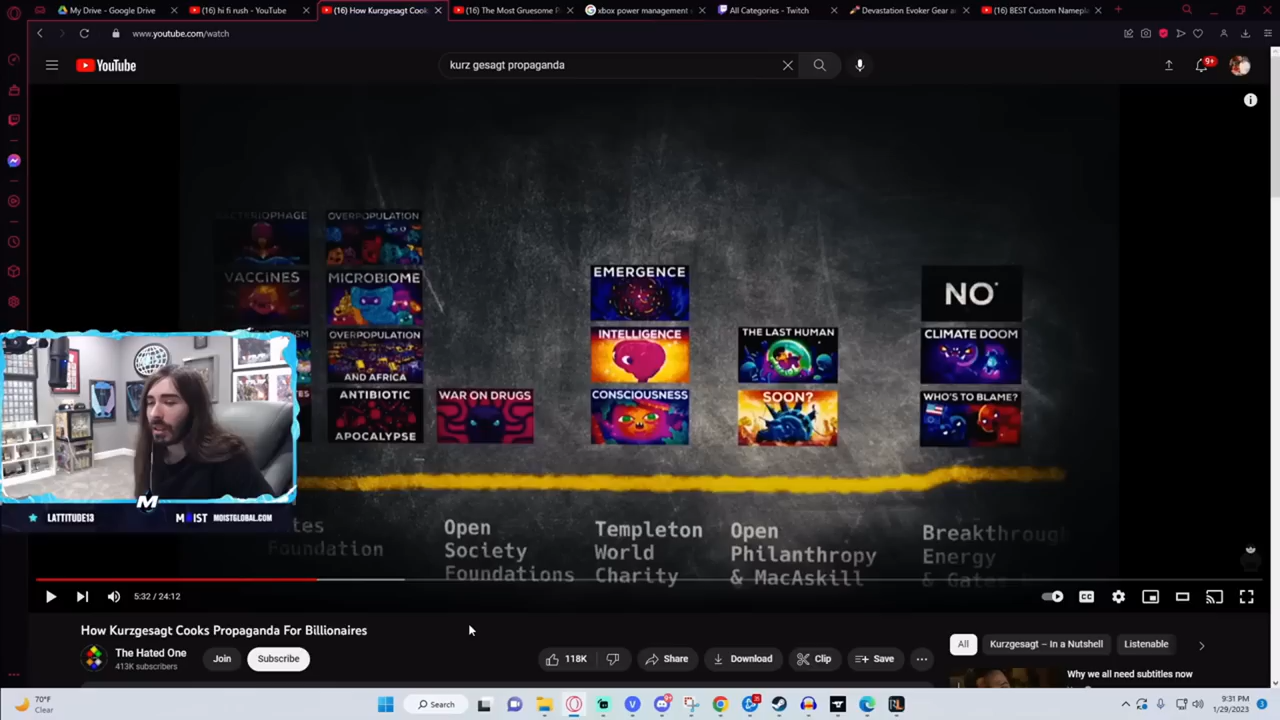 My Drive - Google Drive
(16) hi fi rush - YouTube
(16) How Kurzgesagt Cook
(16) The Most Gruesome P
xbox power management
All Categories - Twitch
Devastation Evoker Gear a
(16) BEST Custom Namepla
www.youtube.com/watch
YouTube
kurz gesagt propaganda
9+
BACTERIOPHAGE
OVERPOPULATION
VACCINES
MICROBIOME
OVERPOPULATION
AND AFRICA
ANTIBIOTIC
APOCALYPSE
WAR ON DRUGS
EMERGENCE
INTELLIGENCE
CONSCIOUSNESS
THE LAST HUMAN
SOON?
NO*
CLIMATE DOOM
WHO'S TO BLAME?
Foundation
Open
Society
Foundations
Templeton
World
Charity
Open
Philanthropy
& MacAskill
Breakthrough
Energy
& Gates
M
LATTITUDE13
MOIST
MOISTGLOBAL.COM
5:32 / 24:12
CC
How Kurzgesagt Cooks Propaganda For Billionaires
The Hated One
413K subscribers
Join
Subscribe
118K
Share
Download
Clip
Save
All
Kurzgesagt – In a Nutshell
Listenable
Why we all need subtitles now
70°F
Clear
Search
9:31 PM
1/29/2023